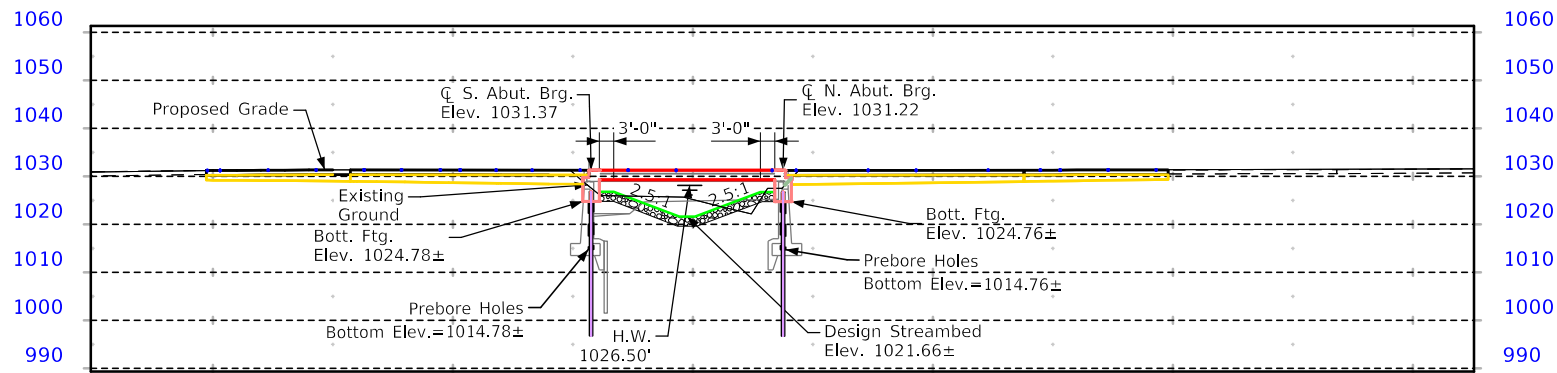 1060
1060
1050
1050
℄ S. Abut. Brg.
Elev. 1031.37
℄ N. Abut. Brg.
Elev. 1031.22
Proposed Grade
1040
1040
3'-0"
3'-0"
1030
1030
Existing
Ground
2.5:1
2.5:1
1020
1020
Bott. Ftg.
Elev. 1024.78±
Bott. Ftg.
Elev. 1024.76±
1010
1010
Prebore Holes
Bottom Elev.=1014.76±
1000
1000
Prebore Holes
Bottom Elev.=1014.78±
H.W.
1026.50'
Design Streambed
Elev. 1021.66±
990
990